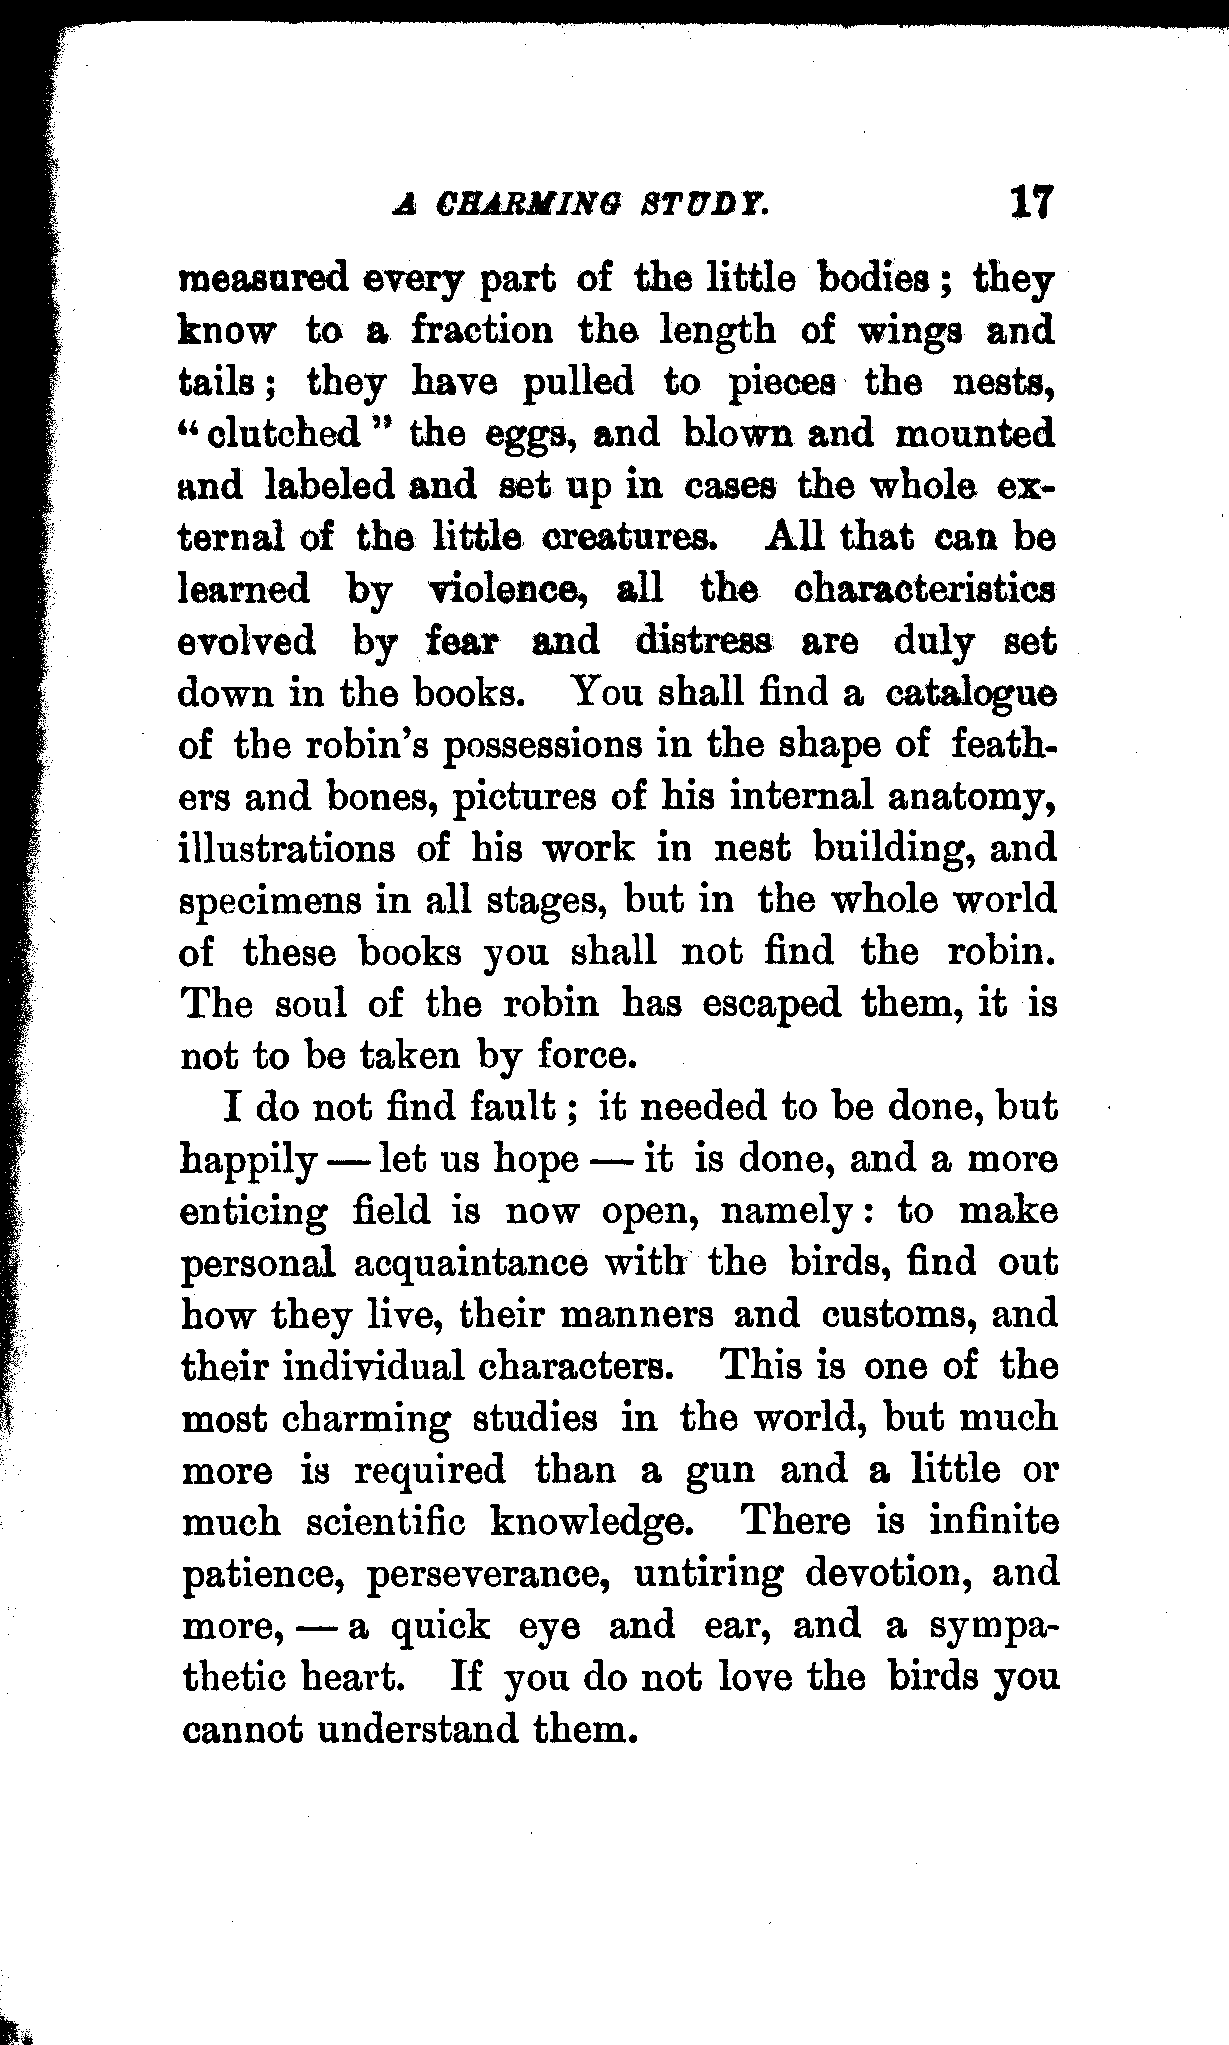 A CHARMING STUDY. 17
measured every part of the little bodies; they
know to a fraction the length of wings and
tails; they have pulled to pieces the nests,
"clutched" the eggs, and blown and mounted
and labeled and set up in cases the whole ex-
ternal of the little creatures. All that can be
learned by violence, all the characteristics
evolved by fear and distress are duly set
down in the books. You shall find a catalogue
of the robin's possessions in the shape of feath-
ers and bones, pictures of his internal anatomy,
illustrations of his work in nest building, and
specimens in all stages, but in the whole world
of these books you shall not find the robin.
The soul of the robin has escaped them, it is
not to be taken by force.
I do not find fault; it needed to be done, but
happily — let us hope — it is done, and a more
enticing field is now open, namely: to make
personal acquaintance with the birds, find out
how they live, their manners and customs, and
their individual characters. This is one of the
most charming studies in the world, but much
more is required than a gun and a little or
much scientific knowledge. There is infinite
patience, perseverance, untiring devotion, and
more, — a quick eye and ear, and a sympa-
thetic heart. If you do not love the birds you
cannot understand them.